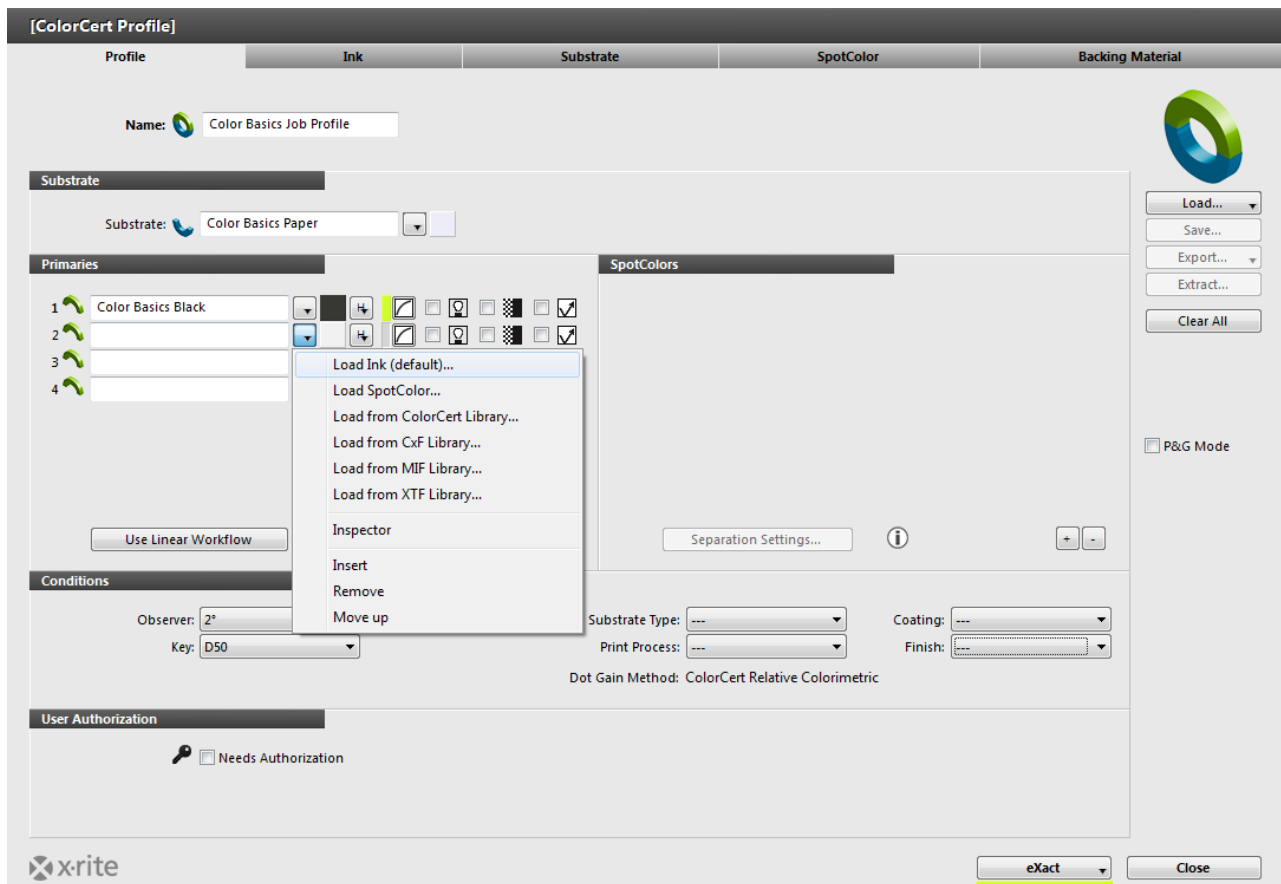 [ColorCert Profile]
Profile Ink Substrate SpotColor Backing Material
Name: Color Basics Job Profile
Substrate
Substrate: Color Basics Paper
Load...
Save...
Export...
Extract...
Clear All
Primaries
1 Color Basics Black
2
3
4
Load Ink (default)...
Load SpotColor...
Load from ColorCert Library...
Load from CxF Library...
Load from MIF Library...
Load from XTF Library...
Inspector
Insert
Remove
Move up
Use Linear Workflow
SpotColors
Separation Settings...
+ -
P&G Mode
Conditions
Observer: 2°
Key: D50
Substrate Type: ---
Print Process: ---
Coating: ---
Finish: ---
Dot Gain Method: ColorCert Relative Colorimetric
User Authorization
Needs Authorization
x·rite
eXact
Close